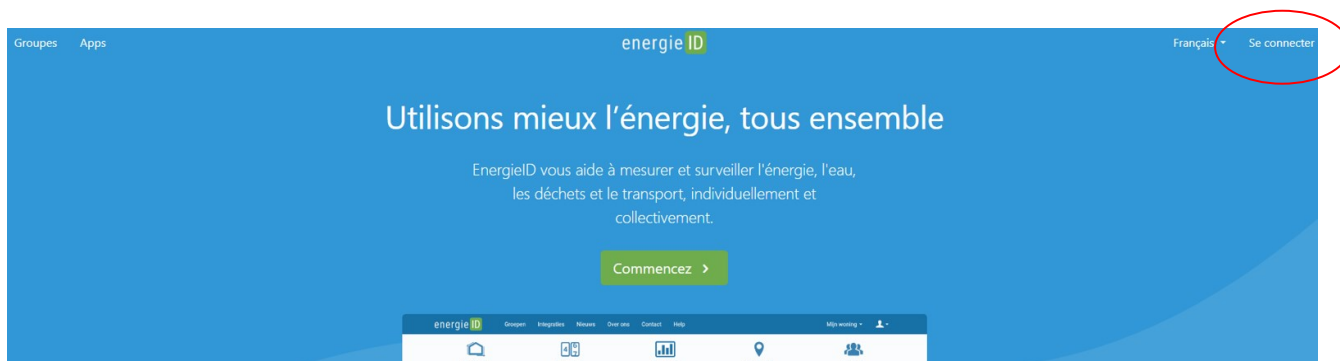 Groupes Apps energieID Français Se connecter
Utilisons mieux l'énergie, tous ensemble
EnergieID vous aide à mesurer et surveiller l'énergie, l'eau,
les déchets et le transport, individuellement et
collectivement.
Commencez
energieID Groepen Integraties Nieuws Over ons Contact Help Mijn woning